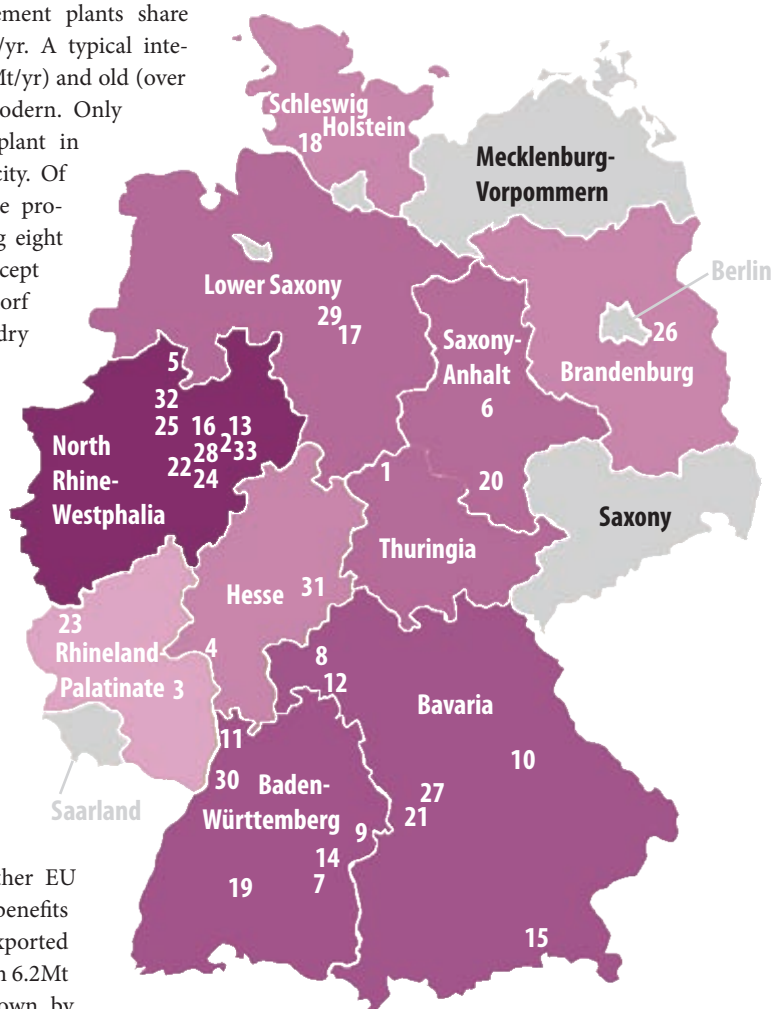 ement plants share
/yr. A typical inte-
Mt/yr) and old (over
odern. Only
plant in
city. Of
e pro-
g eight
cept
orf
dry
Schleswig
Holstein
18
Mecklenburg-
Vorpommern
Lower Saxony
29
17
Berlin
26
Saxony-
Anhalt
Brandenburg
6
5
32
25 16 13
2
28 33
22
24
North
Rhine-
Westphalia
1
20
Saxony
Thuringia
Hesse 31
23
4
Rhineland-
Palatinate 3
8
12
Bavaria
11
10
30
Baden-
Württemberg
27
21
9
14
7
19
15
Saarland
ther EU
benefits
xported
n 6.2Mt
own by